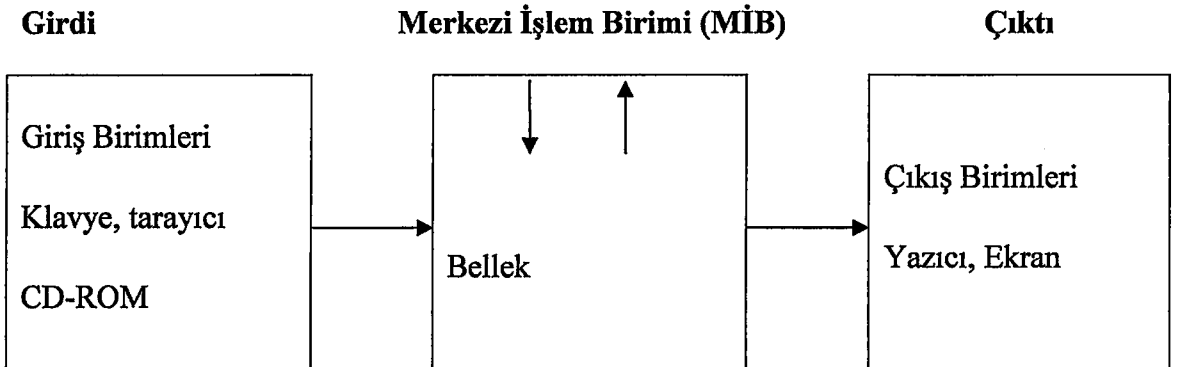 Girdi
Merkezi İşlem Birimi (MİB)
Çıktı
Giriş Birimleri
Klavye, tarayıcı
CD-ROM
Bellek
Çıkış Birimleri
Yazıcı, Ekran